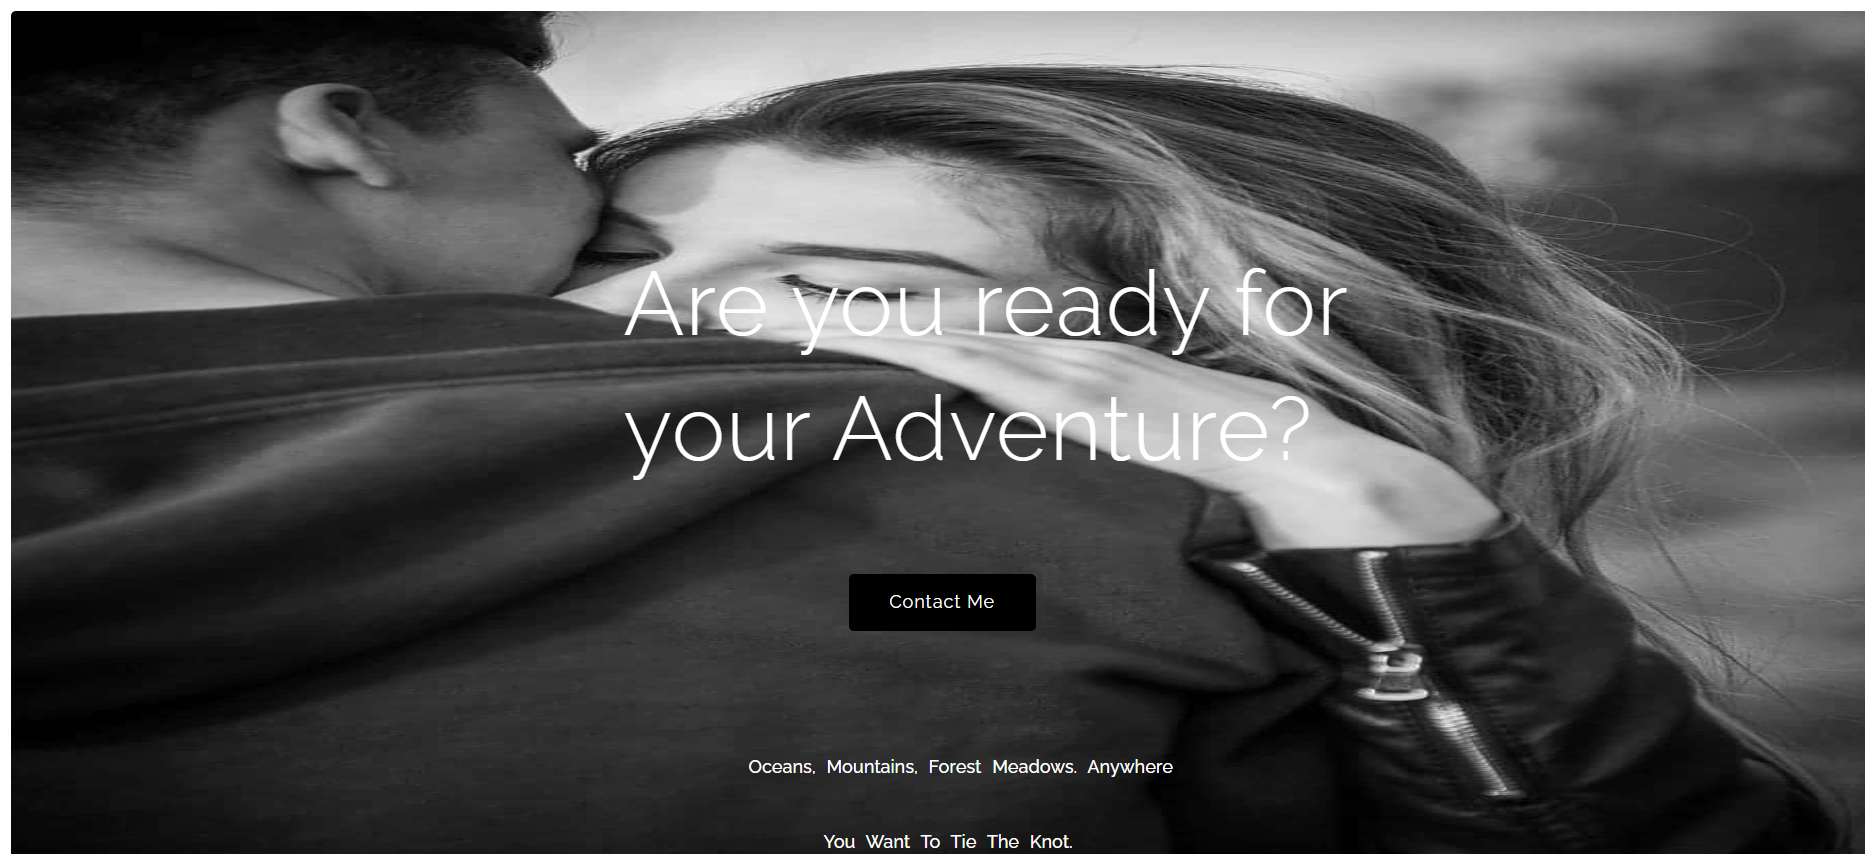 Are you ready for
your Adventure?
Contact Me
Oceans, Mountains, Forest Meadows. Anywhere
You Want To Tie The Knot.